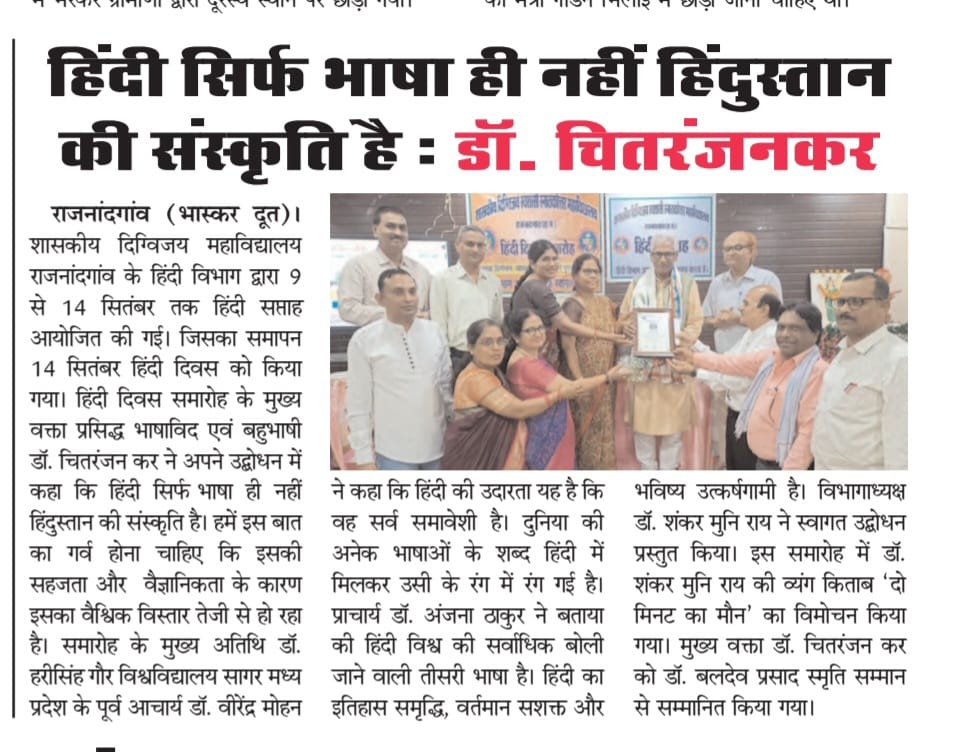 हिंदी सिर्फ भाषा ही नहीं हिंदुस्तान
की संस्कृति है : डॉ. चितरंजनकर
राजनांदगांव (भास्कर दूत)।
शासकीय दिग्विजय महाविद्यालय
राजनांदगांव के हिंदी विभाग द्वारा 9
से 14 सितंबर तक हिंदी सप्ताह
आयोजित की गई। जिसका समापन
14 सितंबर हिंदी दिवस को किया
गया। हिंदी दिवस समारोह के मुख्य
वक्ता प्रसिद्ध भाषाविद एवं बहुभाषी
डॉ. चितरंजन कर ने अपने उद्बोधन में
कहा कि हिंदी सिर्फ भाषा ही नहीं
हिंदुस्तान की संस्कृति है। हमें इस बात
का गर्व होना चाहिए कि इसकी
सहजता और वैज्ञानिकता के कारण
इसका वैश्विक विस्तार तेजी से हो रहा
है। समारोह के मुख्य अतिथि डॉ.
हरीसिंह गौर विश्वविद्यालय सागर मध्य
प्रदेश के पूर्व आचार्य डॉ. वीरेंद्र मोहन
ने कहा कि हिंदी की उदारता यह है कि
वह सर्व समावेशी है। दुनिया की
अनेक भाषाओं के शब्द हिंदी में
मिलकर उसी के रंग में रंग गई है।
प्राचार्य डॉ. अंजना ठाकुर ने बताया
की हिंदी विश्व की सर्वाधिक बोली
जाने वाली तीसरी भाषा है। हिंदी का
इतिहास समृद्धि, वर्तमान सशक्त और
भविष्य उत्कर्षगामी है। विभागाध्यक्ष
डॉ. शंकर मुनि राय ने स्वागत उद्बोधन
प्रस्तुत किया। इस समारोह में डॉ.
शंकर मुनि राय की व्यंग किताब ‘दो
मिनट का मौन’ का विमोचन किया
गया। मुख्य वक्ता डॉ. चितरंजन कर
को डॉ. बलदेव प्रसाद स्मृति सम्मान
से सम्मानित किया गया।